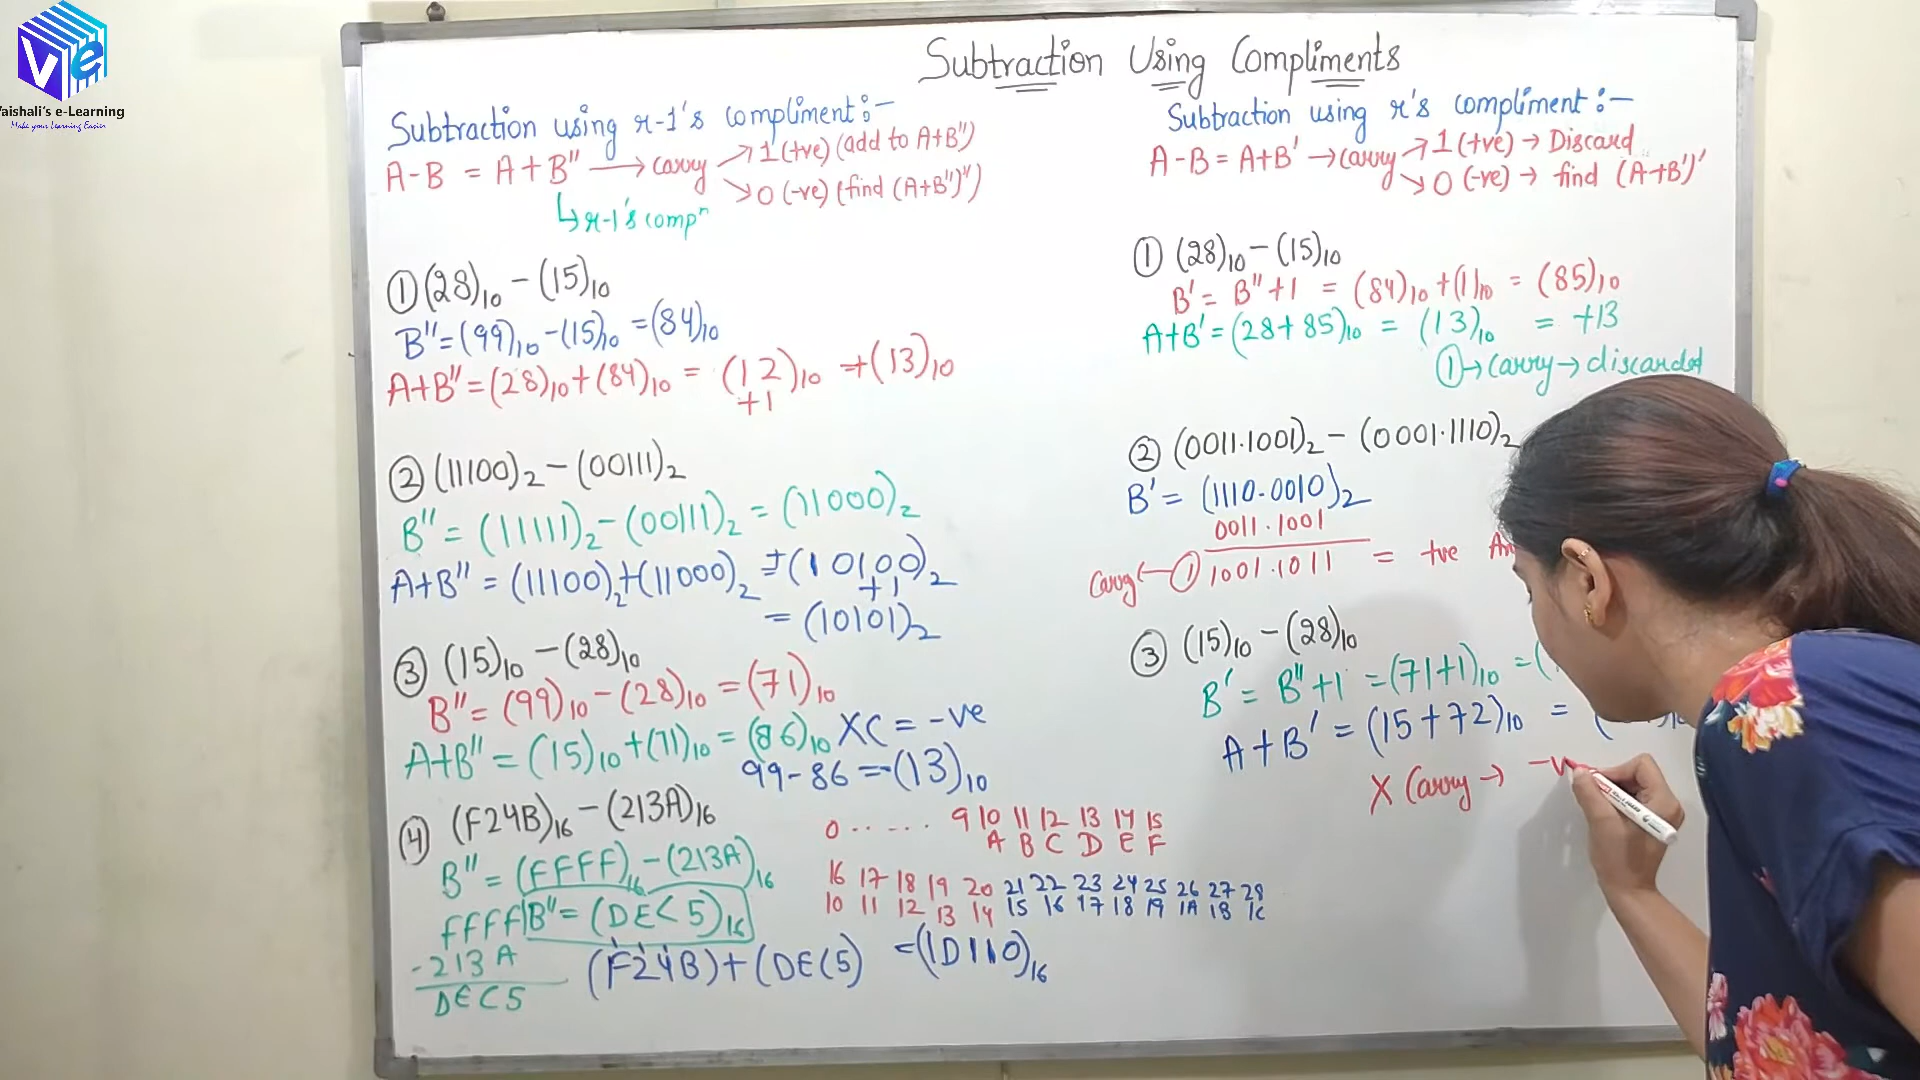 Vaishali's e-Learning
Make your Learning Easier
Subtraction Using Compliments
Subtraction using r-1's compliment :-
A-B = A+B" → carry → 1 (+ve) (add to A+B")
→ 0 (-ve) (find (A+B")")
↳ r-1's compⁿ
① (28)₁₀ - (15)₁₀
B" = (99)₁₀ - (15)₁₀ = (84)₁₀
A+B" = (28)₁₀ + (84)₁₀ = (12)₁₀ → (13)₁₀
+1
② (11100)₂ - (00111)₂
B" = (11111)₂ - (00111)₂ = (11000)₂
A+B" = (11100)₂ + (11000)₂ = (10100)₂
+1
= (10101)₂
③ (15)₁₀ - (28)₁₀
B" = (99)₁₀ - (28)₁₀ = (71)₁₀
A+B" = (15)₁₀ + (71)₁₀ = (86)₁₀ XC = -ve
99-86 = -(13)₁₀
④ (F24B)₁₆ - (213A)₁₆
B" = (FFFF)₁₆ - (213A)₁₆
FFFF B" = (DEC5)₁₆
-213A
DEC5
(F24B) + (DEC5) = (1D110)₁₆
0 ...... 9 10 11 12 13 14 15
A B C D E F
16 17 18 19 20 21 22 23 24 25 26 27 28
10 11 12 13 14 15 16 17 18 19 1A 1B 1C
Subtraction using r's compliment :-
A-B = A+B' → carry → 1 (+ve) → Discard
→ 0 (-ve) → find (A+B')'
① (28)₁₀ - (15)₁₀
B' = B"+1 = (84)₁₀ + (1)₁₀ = (85)₁₀
A+B' = (28+85)₁₀ = (13)₁₀ = +13
① → carry → discarded
② (0011.1001)₂ - (0001.1110)₂
B' = (1110.0010)₂
0011.1001
Carry ← ① 1001.1011 = +ve
③ (15)₁₀ - (28)₁₀
B' = B"+1 = (71+1)₁₀ = (
A+B' = (15+72)₁₀ = (
X Carry → -v